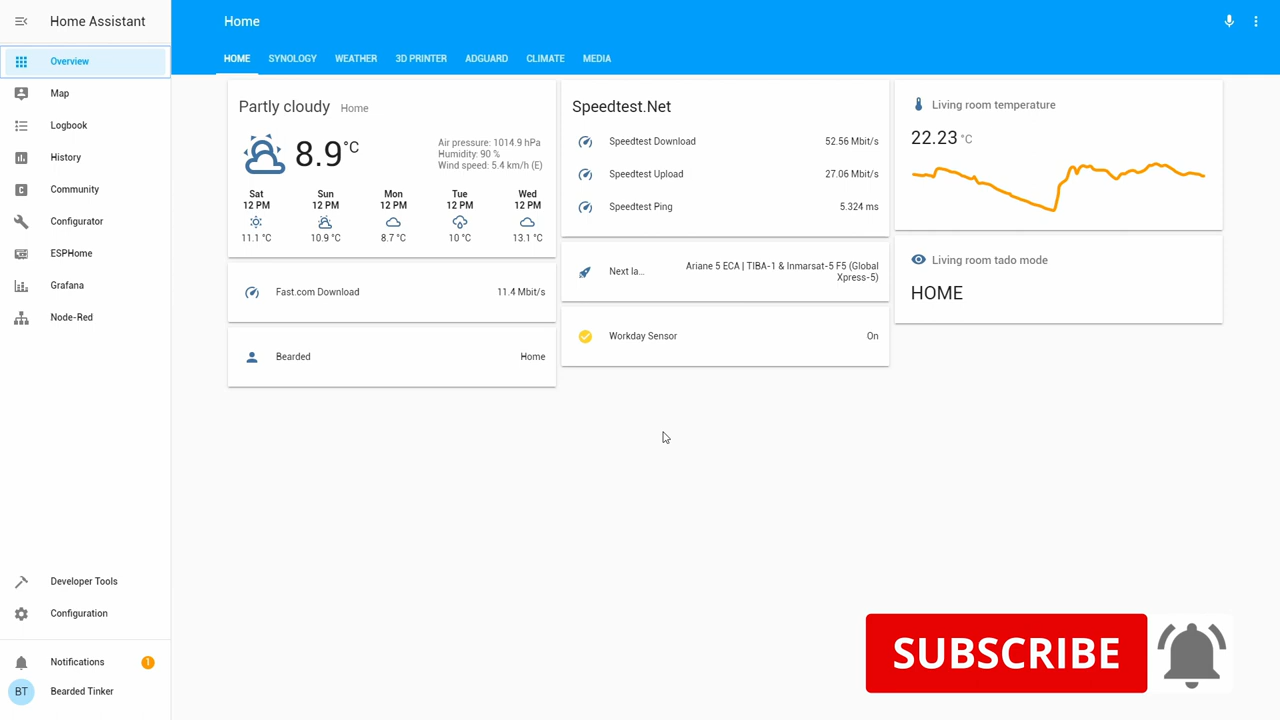 Home Assistant
Overview
Map
Logbook
History
Community
Configurator
ESPHome
Grafana
Node-Red
Developer Tools
Configuration
Notifications 1
BT Bearded Tinker
Home
HOME SYNOLOGY WEATHER 3D PRINTER ADGUARD CLIMATE MEDIA
Partly cloudy Home
8.9 °C
Air pressure: 1014.9 hPa
Humidity: 90 %
Wind speed: 5.4 km/h (E)
Sat Sun Mon Tue Wed
12 PM 12 PM 12 PM 12 PM 12 PM
11.1 °C 10.9 °C 8.7 °C 10 °C 13.1 °C
Fast.com Download 11.4 Mbit/s
Bearded Home
Speedtest.Net
Speedtest Download 52.56 Mbit/s
Speedtest Upload 27.06 Mbit/s
Speedtest Ping 5.324 ms
Next la... Ariane 5 ECA | TIBA-1 & Inmarsat-5 F5 (Global
Xpress-5)
Workday Sensor On
Living room temperature
22.23 °C
Living room tado mode
HOME
SUBSCRIBE